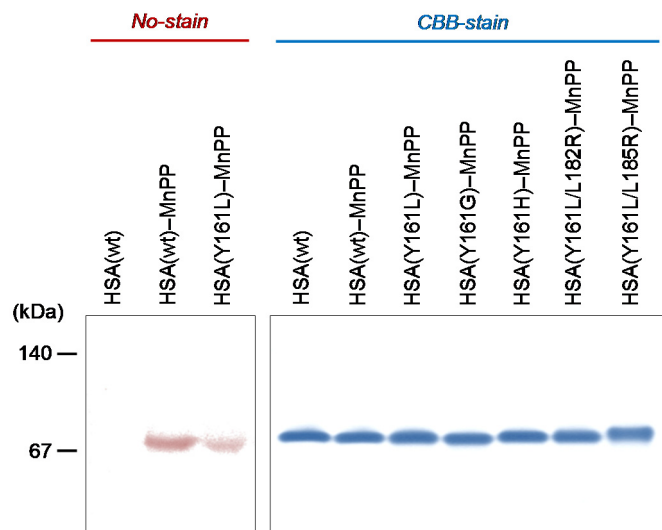 No-stain
CBB-stain
HSA(wt)
HSA(wt)–MnPP
HSA(Y161L)–MnPP
HSA(wt)
HSA(wt)–MnPP
HSA(Y161L)–MnPP
HSA(Y161G)–MnPP
HSA(Y161H)–MnPP
HSA(Y161L/L182R)–MnPP
HSA(Y161L/L185R)–MnPP
(kDa)
140
67